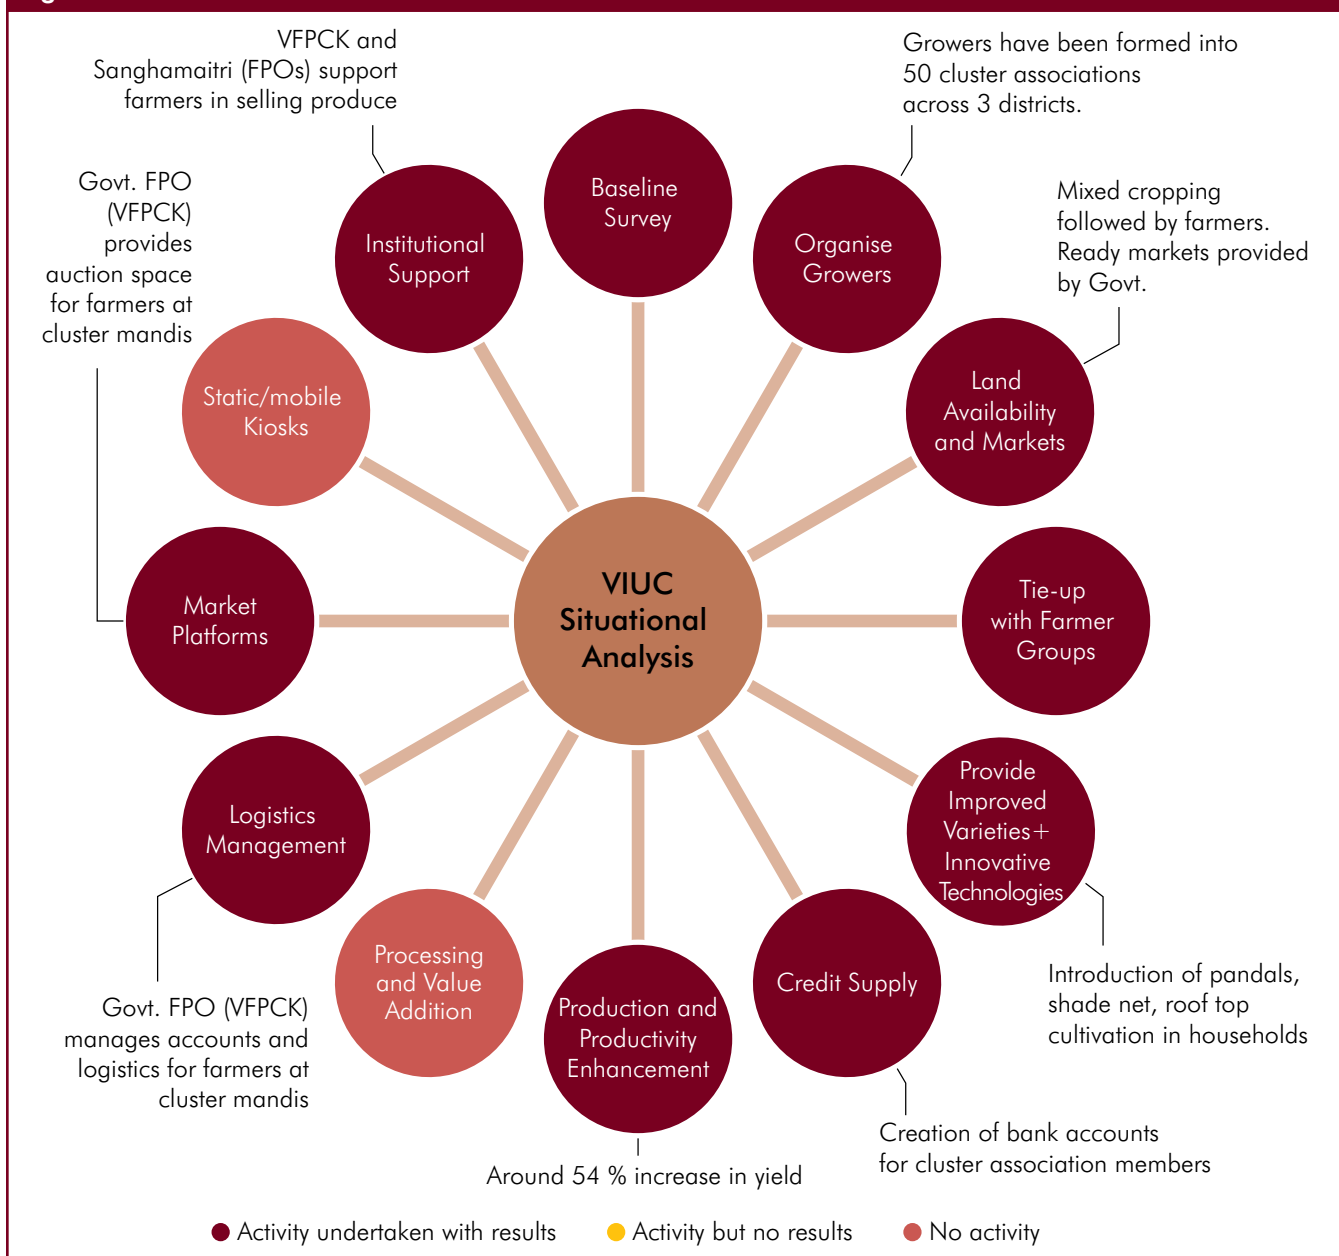 VFPCK and
Sanghamaitri (FPOs) support
farmers in selling produce
Growers have been formed into
50 cluster associations
across 3 districts.
Govt. FPO
(VFPCK)
provides
auction space
for farmers at
cluster mandis
Mixed cropping
followed by farmers.
Ready markets provided
by Govt.
Baseline
Survey
Institutional
Support
Organise
Growers
Static/mobile
Kiosks
Land
Availability
and Markets
Market
Platforms
VIUC
Situational
Analysis
Tie-up
with Farmer
Groups
Logistics
Management
Provide
Improved
Varieties+
Innovative
Technologies
Processing
and Value
Addition
Production and
Productivity
Enhancement
Credit Supply
Govt. FPO (VFPCK)
manages accounts and
logistics for farmers at
cluster mandis
Introduction of pandals,
shade net, roof top
cultivation in households
Around 54 % increase in yield
Creation of bank accounts
for cluster association members
Activity undertaken with results
Activity but no results
No activity